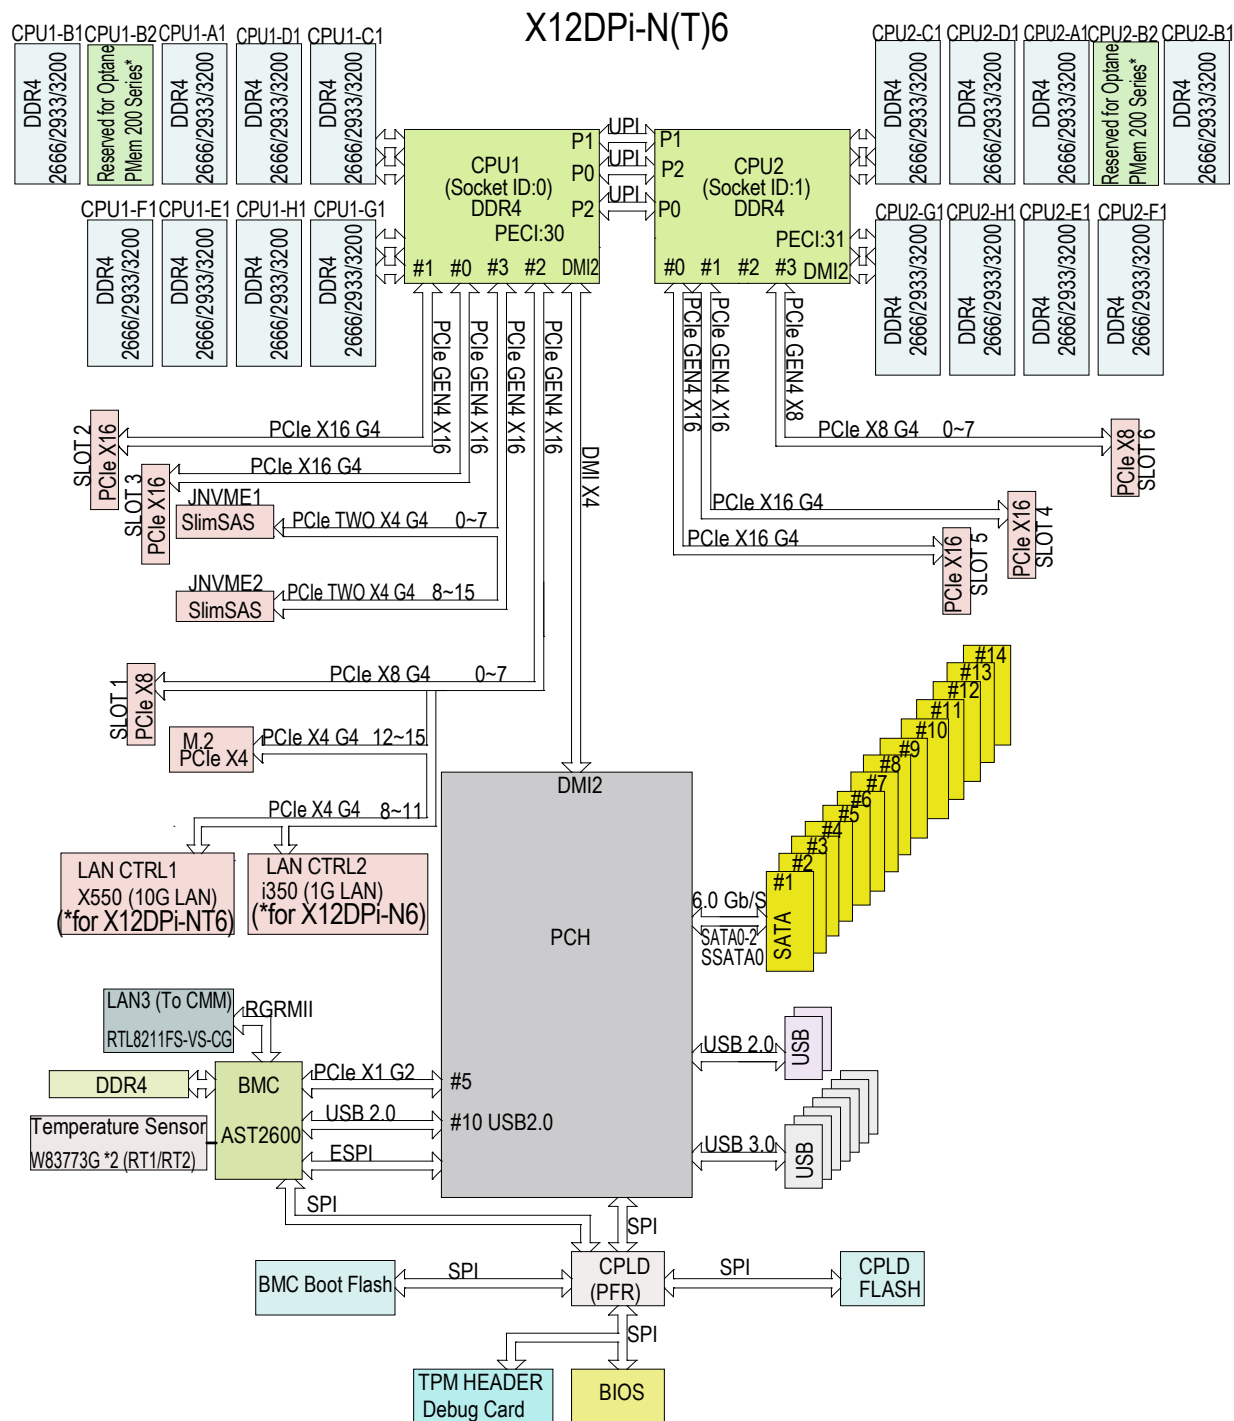 X12DPi-N(T)6
CPU1-B1
CPU1-B2
CPU1-A1
CPU1-D1
CPU1-C1
DDR4
2666/2933/3200
Reserved for Optane
PMem 200 Series*
DDR4
2666/2933/3200
DDR4
2666/2933/3200
DDR4
2666/2933/3200
CPU2-C1
CPU2-D1
CPU2-A1
CPU2-B2
CPU2-B1
DDR4
2666/2933/3200
DDR4
2666/2933/3200
DDR4
2666/2933/3200
Reserved for Optane
PMem 200 Series*
DDR4
2666/2933/3200
CPU1-F1
CPU1-E1
CPU1-H1
CPU1-G1
DDR4
2666/2933/3200
DDR4
2666/2933/3200
DDR4
2666/2933/3200
DDR4
2666/2933/3200
CPU2-G1
CPU2-H1
CPU2-E1
CPU2-F1
DDR4
2666/2933/3200
DDR4
2666/2933/3200
DDR4
2666/2933/3200
DDR4
2666/2933/3200
CPU1
(Socket ID:0)
DDR4
PECI:30
P1
P0
P2
#1
#0
#3
#2
DMI2
UPI
UPI
UPI
P1
P2
P0
CPU2
(Socket ID:1)
DDR4
PECI:31
#0
#1
#2
#3
DMI2
PCIe GEN4 X16
PCIe GEN4 X16
PCIe GEN4 X16
PCIe GEN4 X16
DMI X4
PCIe GEN4 X16
PCIe GEN4 X16
PCIe GEN4 X8
SLOT 2
PCIe X16
PCIe X16 G4
SLOT 3
PCIe X16
PCIe X16 G4
JNVME1
SlimSAS
PCIe TWO X4 G4
0~7
JNVME2
SlimSAS
PCIe TWO X4 G4
8~15
PCIe X8 G4
0~7
PCIe X8
SLOT 6
PCIe X16 G4
PCIe X16
SLOT 4
PCIe X16 G4
PCIe X16
SLOT 5
SLOT 1
PCIe X8
PCIe X8 G4
0~7
M.2
PCIe X4
PCIe X4 G4
12~15
PCIe X4 G4
8~11
LAN CTRL1
X550 (10G LAN)
(*for X12DPi-NT6)
LAN CTRL2
i350 (1G LAN)
(*for X12DPi-N6)
DMI2
PCH
#14
#13
#12
#11
#10
#9
#8
#7
#6
#5
#4
#3
#2
#1
SATA
6.0 Gb/S
SATA0-2
SSATA0
LAN3 (To CMM)
RTL8211FS-VS-CG
RGRMII
DDR4
BMC
AST2600
Temperature Sensor
W83773G *2 (RT1/RT2)
PCIe X1 G2
#5
USB 2.0
#10 USB2.0
ESPI
USB 2.0
USB
USB 3.0
USB
SPI
SPI
BMC Boot Flash
SPI
CPLD
(PFR)
SPI
CPLD
FLASH
SPI
TPM HEADER
Debug Card
BIOS